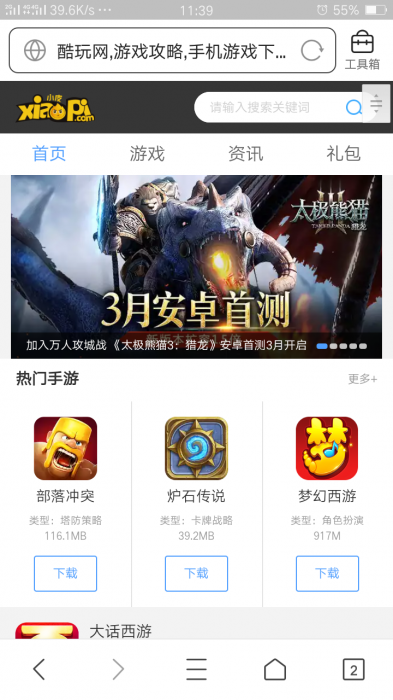 39.6K/s
11:39
55%
酷玩网,游戏攻略,手机游戏下...
工具箱
小皮
xiaopi.com
请输入搜索关键词
首页 游戏 资讯 礼包
太极熊猫
3
猎龙
3月安卓首测
加入万人攻城战《太极熊猫3：猎龙》安卓首测3月开启
热门手游 更多+
部落冲突 炉石传说 梦幻西游
类型：塔防策略 类型：卡牌战略 类型：角色扮演
116.1MB 39.2MB 917M
下载 下载 下载
大话西游
2